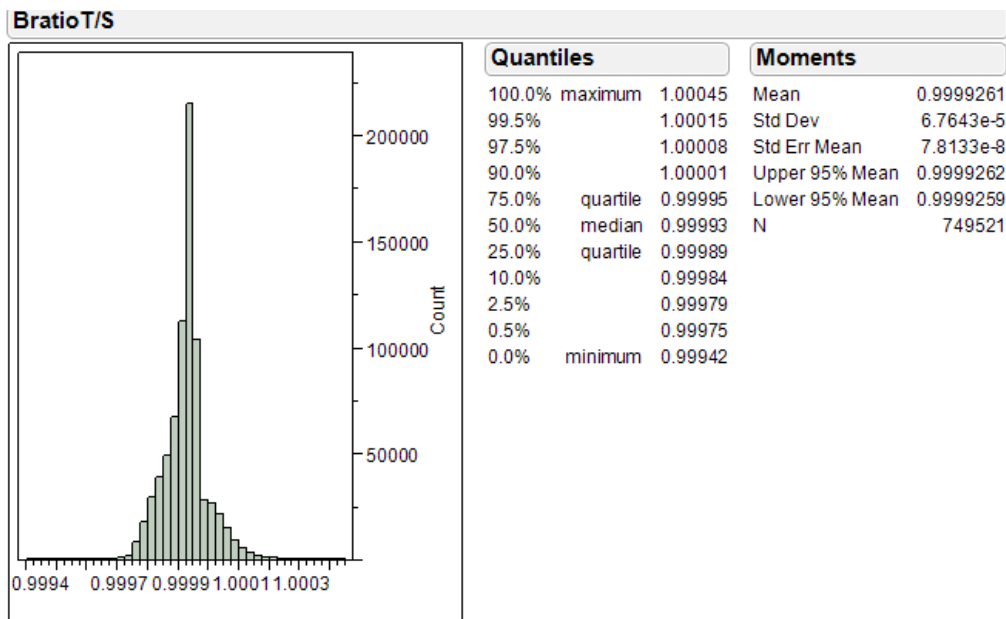 BratioT/S
200000
150000
100000
50000
Count
0.9994 0.9997 0.9999 1.0001 1.0003
Quantiles
100.0% maximum 1.00045
99.5% 1.00015
97.5% 1.00008
90.0% 1.00001
75.0% quartile 0.99995
50.0% median 0.99993
25.0% quartile 0.99989
10.0% 0.99984
2.5% 0.99979
0.5% 0.99975
0.0% minimum 0.99942
Moments
Mean 0.9999261
Std Dev 6.7643e-5
Std Err Mean 7.8133e-8
Upper 95% Mean 0.9999262
Lower 95% Mean 0.9999259
N 749521